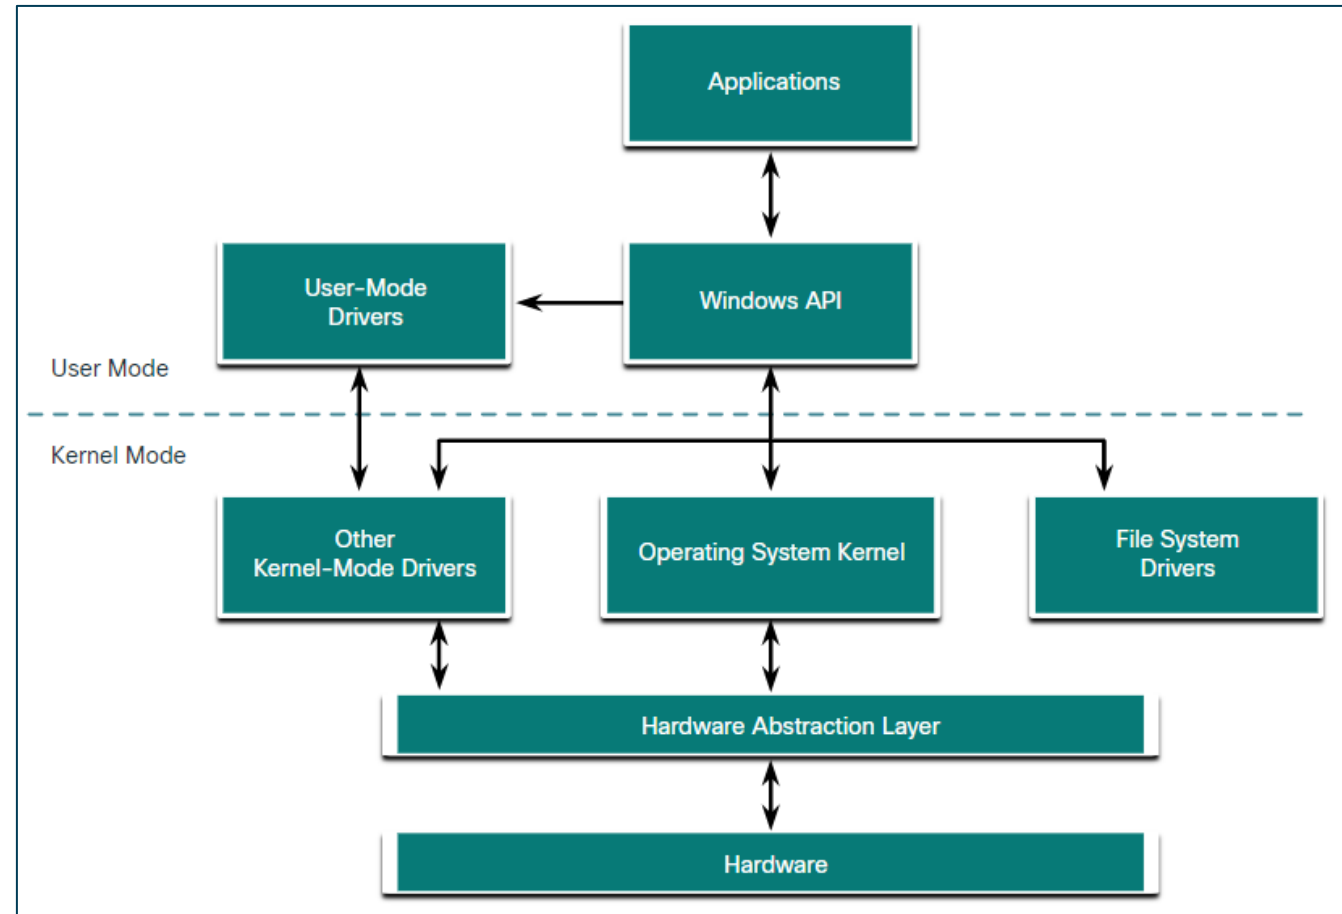 Applications
User-Mode
Drivers
Windows API
User Mode
Kernel Mode
Other
Kernel-Mode Drivers
Operating System Kernel
File System
Drivers
Hardware Abstraction Layer
Hardware